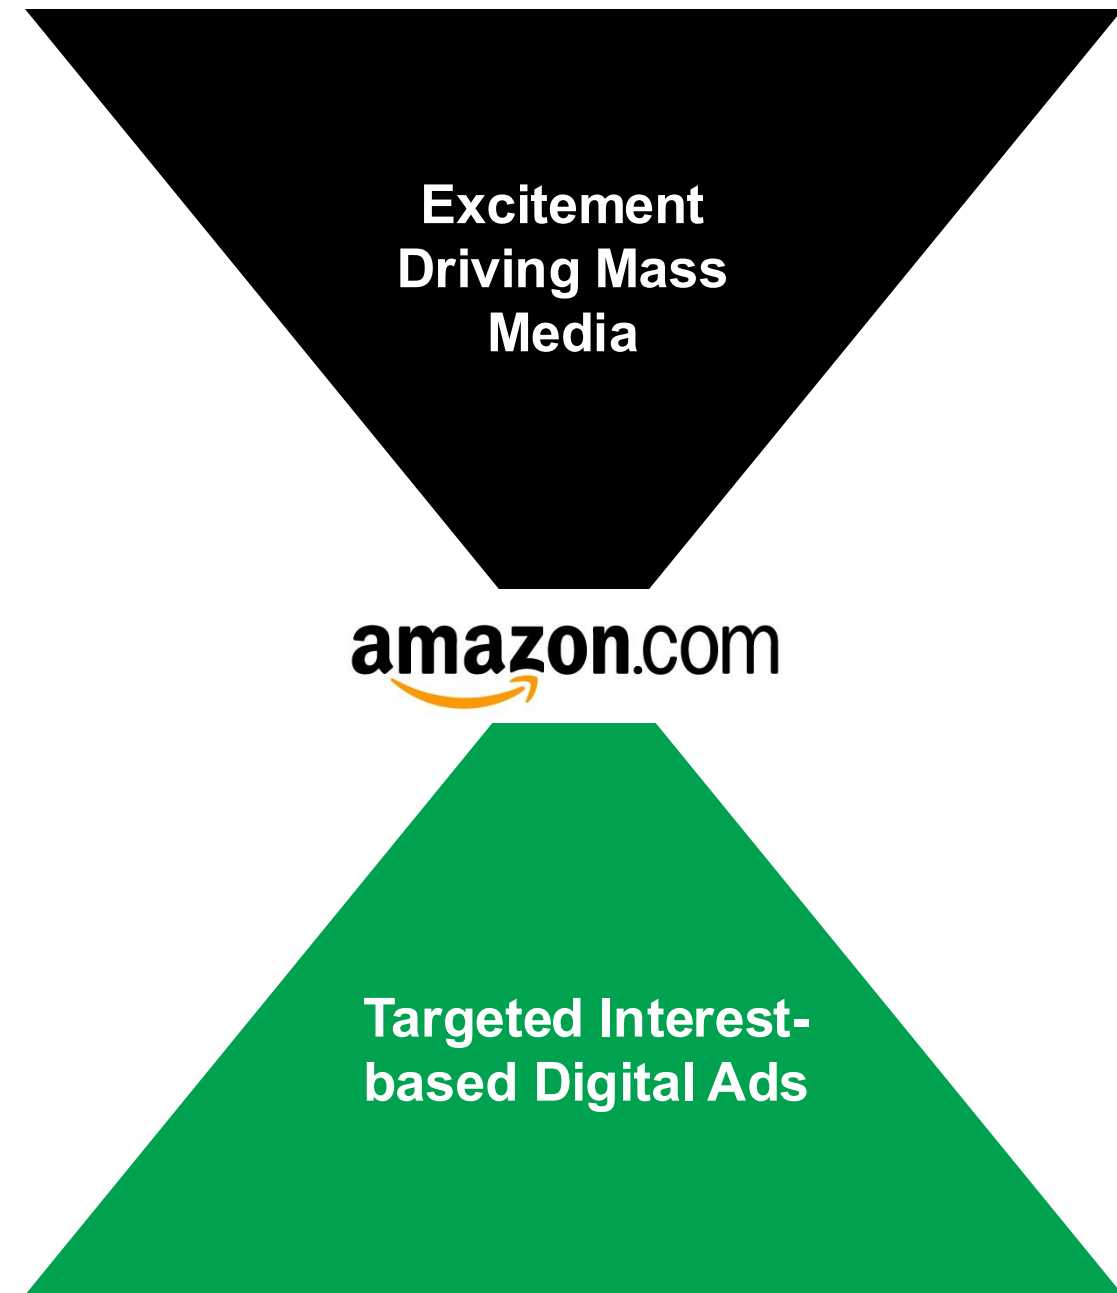 Excitement
Driving Mass
Media
amazon.com
Targeted Interest-
based Digital Ads